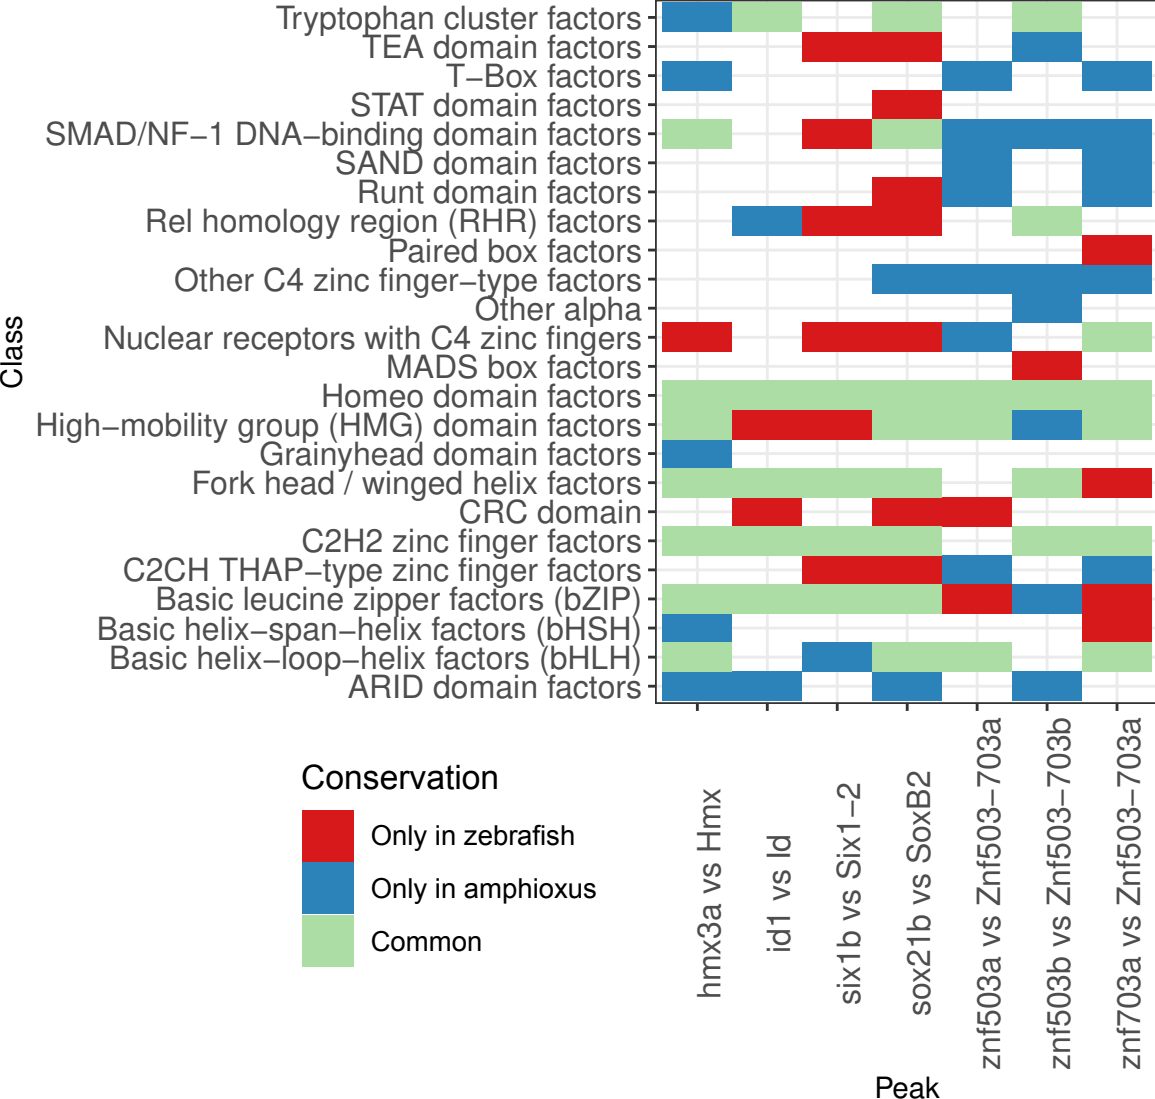 Tryptophan cluster factors
TEA domain factors
T−Box factors
STAT domain factors
SMAD/NF−1 DNA−binding domain factors
SAND domain factors
Runt domain factors
Rel homology region (RHR) factors
Paired box factors
Other C4 zinc finger−type factors
Other alpha
Nuclear receptors with C4 zinc fingers
MADS box factors
Homeo domain factors
High−mobility group (HMG) domain factors
Grainyhead domain factors
Fork head / winged helix factors
CRC domain
C2H2 zinc finger factors
C2CH THAP−type zinc finger factors
Basic leucine zipper factors (bZIP)
Basic helix−span−helix factors (bHSH)
Basic helix−loop−helix factors (bHLH)
ARID domain factors
Class
hmx3a vs Hmx
id1 vs Id
six1b vs Six1−2
sox21b vs SoxB2
znf503a vs Znf503−703a
znf503b vs Znf503−703b
znf703a vs Znf503−703a
Peak
Conservation
Only in zebrafish
Only in amphioxus
Common